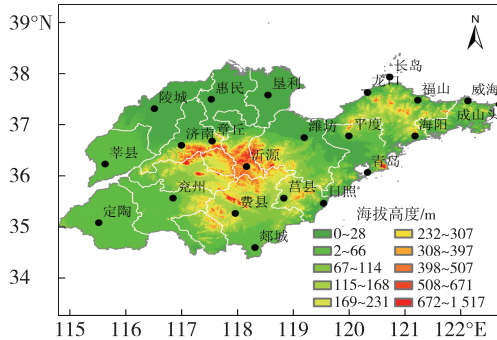 39°N
38
37
36
35
34
N
长岛
龙口
福山
威海
成山头
垦利
惠民
陵城
章丘
济南
潍坊
平度
海阳
莘县
沂源
青岛
兖州
莒县
日照
费县
定陶
郯城
海拔高度/m
0~28 232~307
2~66 308~397
67~114 398~507
115~168 508~671
169~231 672~1 517
115 116 117 118 119 120 121 122°E